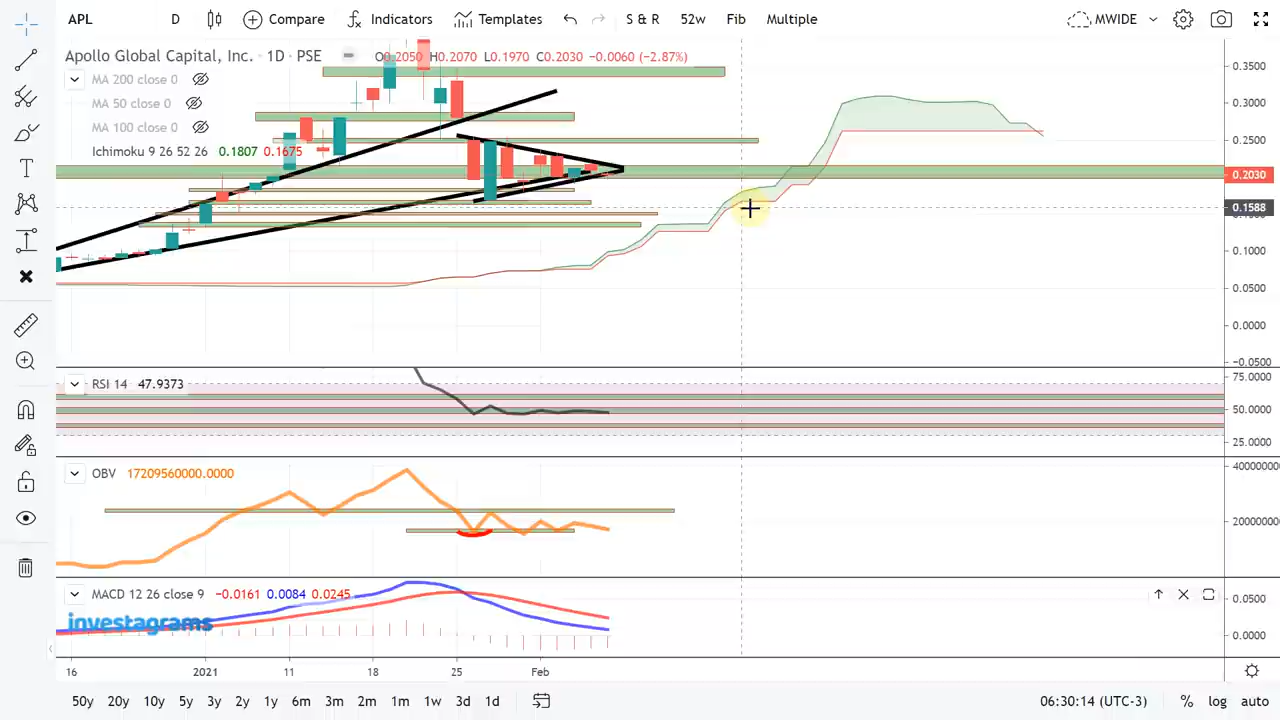 APL D Compare Indicators Templates S & R 52w Fib Multiple MWIDE
Apollo Global Capital, Inc. · 1D · PSE O0.2050 H0.2070 L0.1970 C0.2030 −0.0060 (−2.87%)
MA 200 close 0
MA 50 close 0
MA 100 close 0
Ichimoku 9 26 52 26 0.1807 0.1675
0.3500
0.3000
0.2500
0.2030
0.1588
0.1000
0.0500
0.0000
−0.0500
RSI 14 47.9373
75.0000
50.0000
25.0000
OBV 17209560000.0000
40000000
20000000
MACD 12 26 close 9 −0.0161 0.0084 0.0245
0.0500
0.0000
investagrams
16 2021 11 18 25 Feb
50y 20y 10y 5y 3y 2y 1y 6m 3m 2m 1m 1w 3d 1d 06:30:14 (UTC-3) % log auto